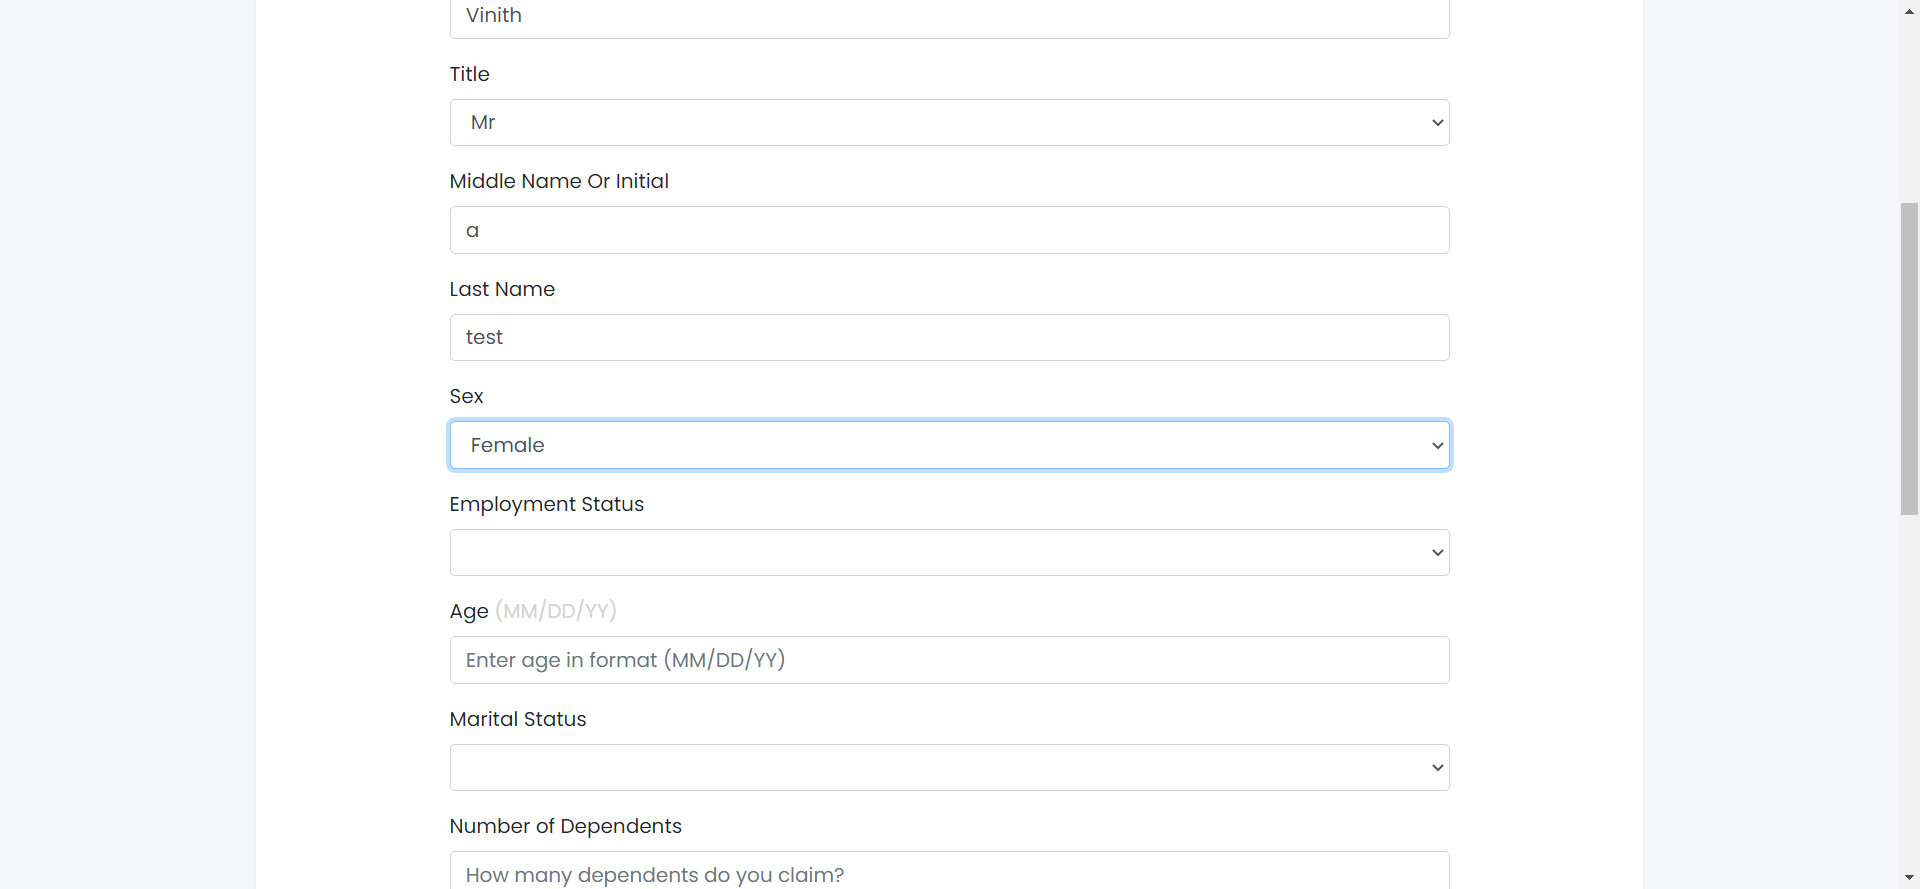 Vinith
Title
Mr
Middle Name Or Initial
a
Last Name
test
Sex
Female
Employment Status
Age (MM/DD/YY)
Enter age in format (MM/DD/YY)
Marital Status
Number of Dependents
How many dependents do you claim?